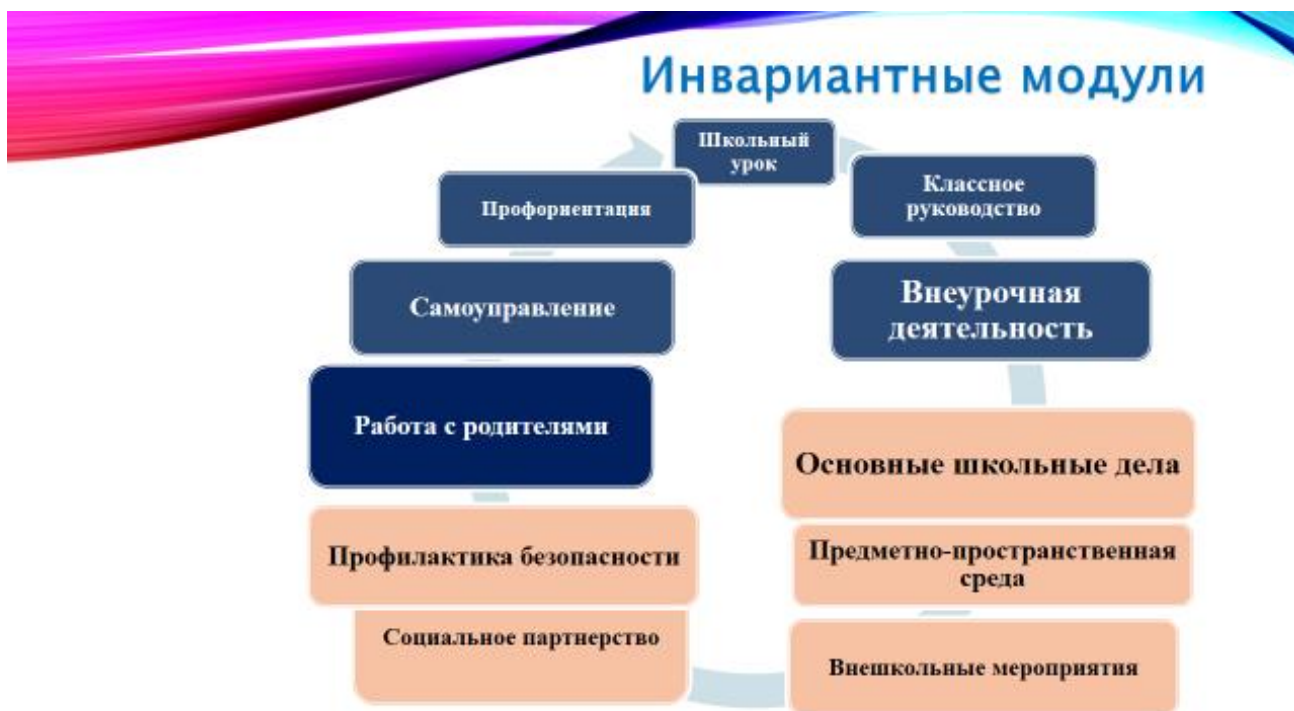 Инвариантные модули
Школьный
урок
Классное
руководство
Внеурочная
деятельность
Основные школьные дела
Предметно-пространственная
среда
Внешкольные мероприятия
Социальное партнерство
Профилактика безопасности
Работа с родителями
Самоуправление
Профориентация